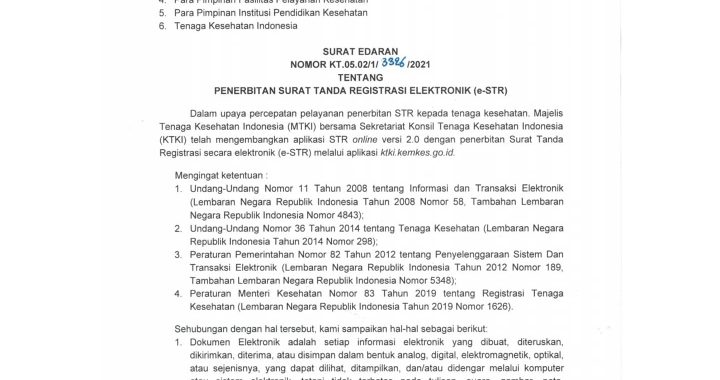 4. Para Pimpinan Fasilitas Pelayanan Kesehatan
5. Para Pimpinan Institusi Pendidikan Kesehatan
6. Tenaga Kesehatan Indonesia
SURAT EDARAN
NOMOR KT.05.02/1/ 3326 /2021
TENTANG
PENERBITAN SURAT TANDA REGISTRASI ELEKTRONIK (e-STR)
Dalam upaya percepatan pelayanan penerbitan STR kepada tenaga kesehatan. Majelis
Tenaga Kesehatan Indonesia (MTKI) bersama Sekretariat Konsil Tenaga Kesehatan Indonesia
(KTKI) telah mengembangkan aplikasi STR online versi 2.0 dengan penerbitan Surat Tanda
Registrasi secara elektronik (e-STR) melalui aplikasi ktki.kemkes.go.id.
Mengingat ketentuan :
1. Undang-Undang Nomor 11 Tahun 2008 tentang Informasi dan Transaksi Elektronik
(Lembaran Negara Republik Indonesia Tahun 2008 Nomor 58, Tambahan Lembaran
Negara Republik Indonesia Nomor 4843);
2. Undang-Undang Nomor 36 Tahun 2014 tentang Tenaga Kesehatan (Lembaran Negara
Republik Indonesia Tahun 2014 Nomor 298);
3. Peraturan Pemerintahan Nomor 82 Tahun 2012 tentang Penyelenggaraan Sistem Dan
Transaksi Elektronik (Lembaran Negara Republik Indonesia Tahun 2012 Nomor 189,
Tambahan Lembaran Negara Republik Indonesia Nomor 5348);
4. Peraturan Menteri Kesehatan Nomor 83 Tahun 2019 tentang Registrasi Tenaga
Kesehatan (Lembaran Negara Republik Indonesia Tahun 2019 Nomor 1626).
Sehubungan dengan hal tersebut, kami sampaikan hal-hal sebagai berikut:
1. Dokumen Elektronik adalah setiap informasi elektronik yang dibuat, diteruskan,
dikirimkan, diterima, atau disimpan dalam bentuk analog, digital, elektromagnetik, optikal,
atau sejenisnya, yang dapat dilihat, ditampilkan, dan/atau didengar melalui komputer